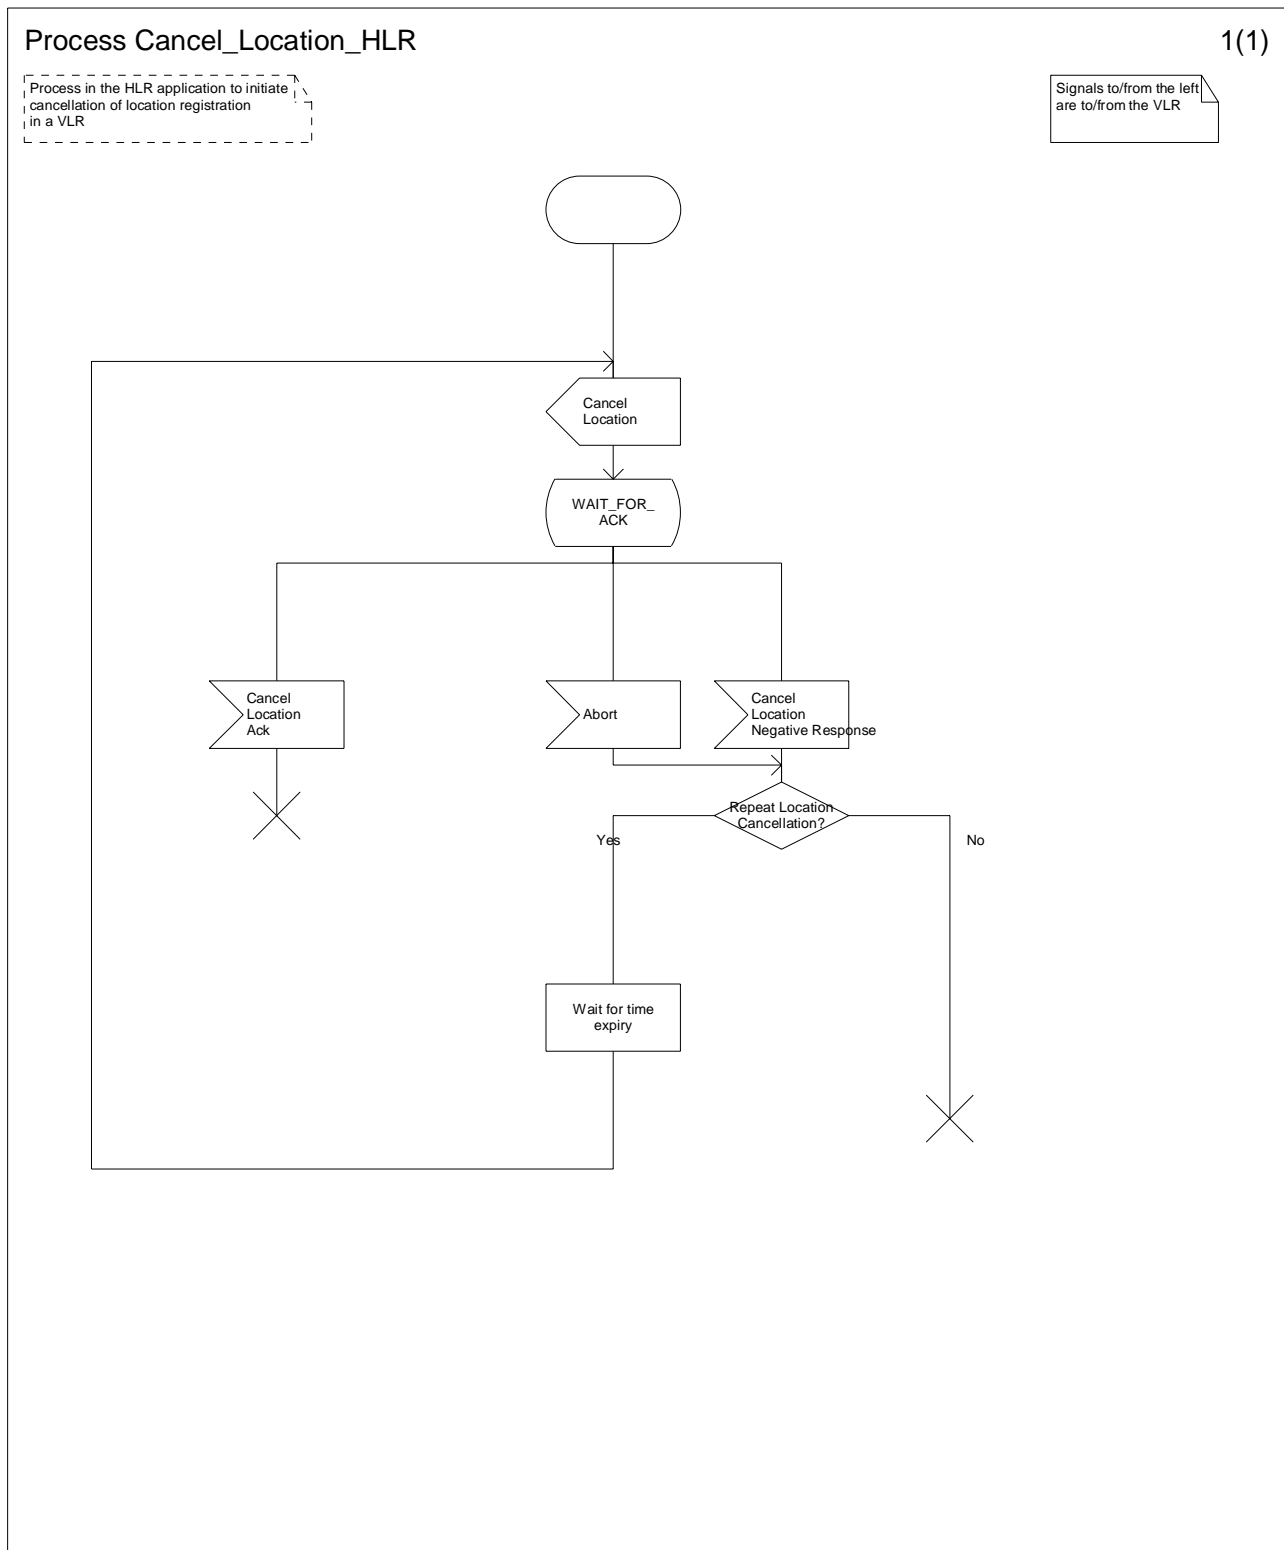 Process Cancel_Location_HLR
1(1)
Process in the HLR application to initiate
cancellation of location registration
in a VLR
Signals to/from the left
are to/from the VLR
Cancel
Location
WAIT_FOR_
ACK
Cancel
Location
Ack
Abort
Cancel
Location
Negative Response
Repeat Location
Cancellation?
Yes
No
Wait for time
expiry